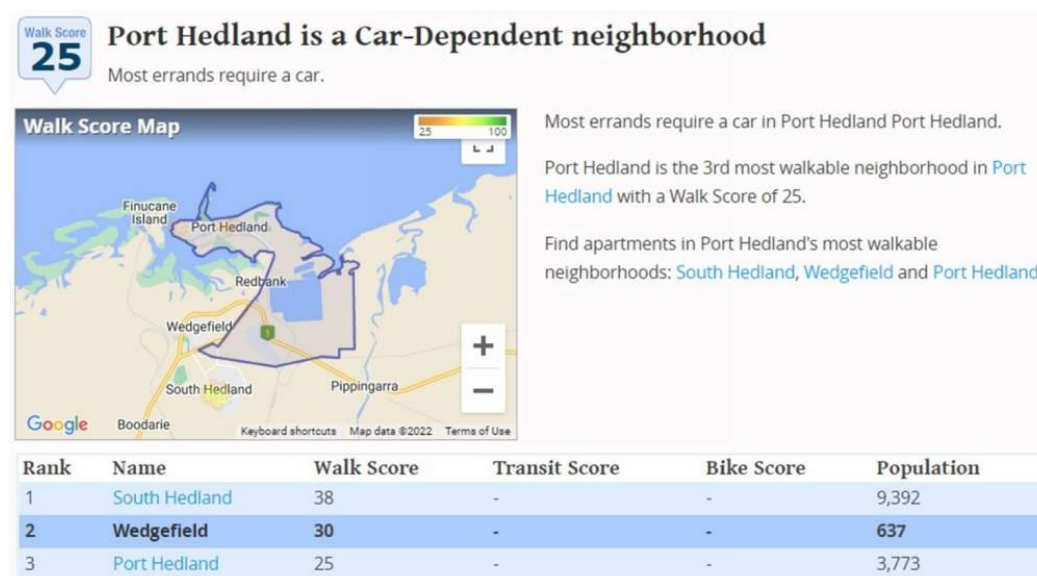 Walk Score
25
Port Hedland is a Car-Dependent neighborhood
Most errands require a car.
Walk Score Map
25 100
Finucane
Island
Port Hedland
Redbank
Wedgefield
1
South Hedland
Pippingarra
Boodarie
Google
Keyboard shortcuts Map data ©2022 Terms of Use
Most errands require a car in Port Hedland Port Hedland.
Port Hedland is the 3rd most walkable neighborhood in Port
Hedland with a Walk Score of 25.
Find apartments in Port Hedland's most walkable
neighborhoods: South Hedland, Wedgefield and Port Hedland
Rank Name Walk Score Transit Score Bike Score Population
1 South Hedland 38 - - 9,392
2 Wedgefield 30 - - 637
3 Port Hedland 25 - - 3,773